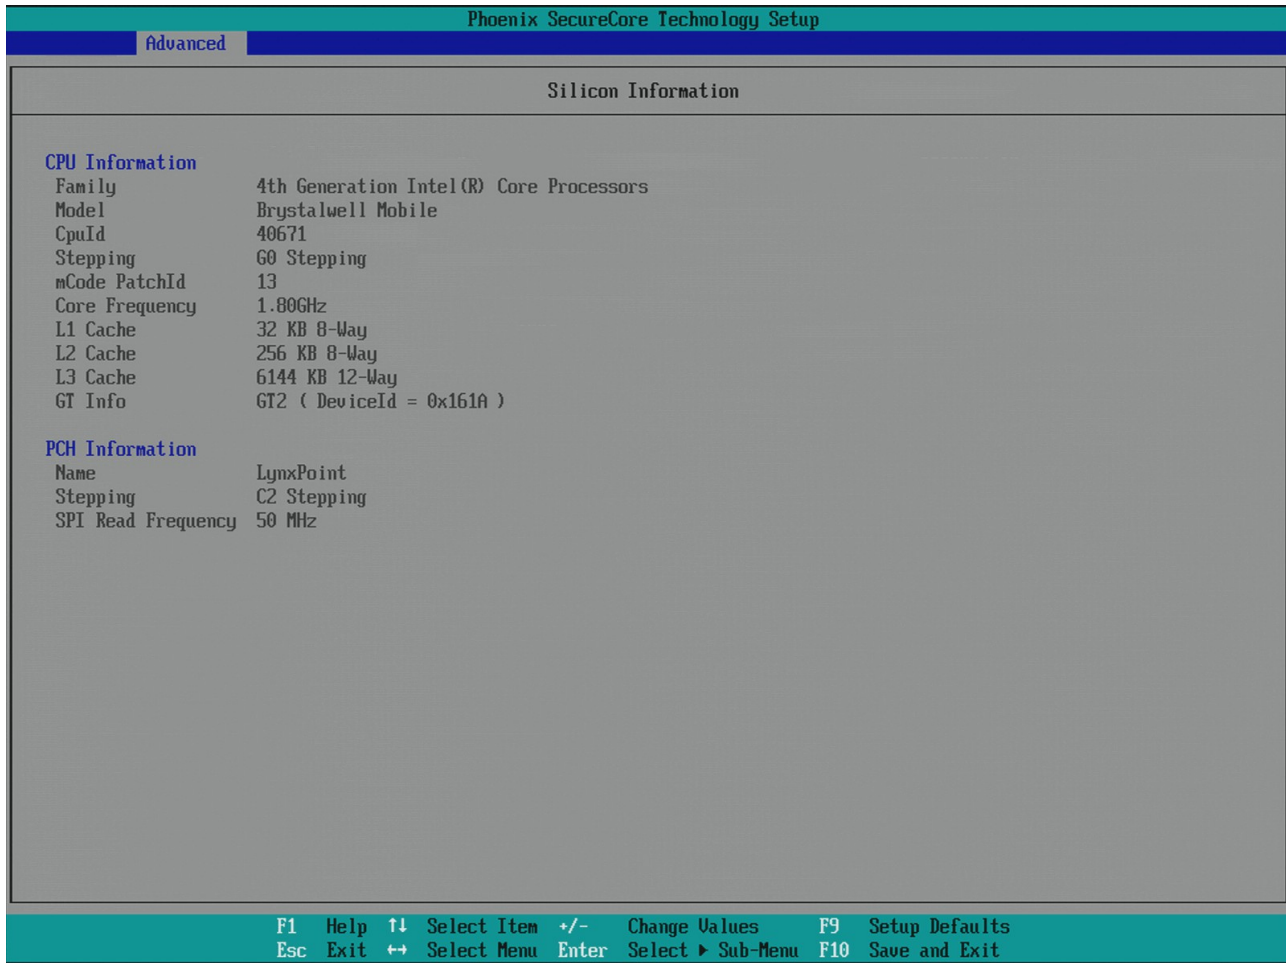 Phoenix SecureCore Technology Setup
Advanced
Silicon Information
CPU Information
Family 4th Generation Intel(R) Core Processors
Model Brystalwell Mobile
CpuId 40671
Stepping G0 Stepping
mCode PatchId 13
Core Frequency 1.80GHz
L1 Cache 32 KB 8-Way
L2 Cache 256 KB 8-Way
L3 Cache 6144 KB 12-Way
GT Info GT2 ( DeviceId = 0x161A )
PCH Information
Name LynxPoint
Stepping C2 Stepping
SPI Read Frequency 50 MHz
F1 Help ↑↓ Select Item +/- Change Values F9 Setup Defaults
Esc Exit ↔ Select Menu Enter Select ▶ Sub-Menu F10 Save and Exit